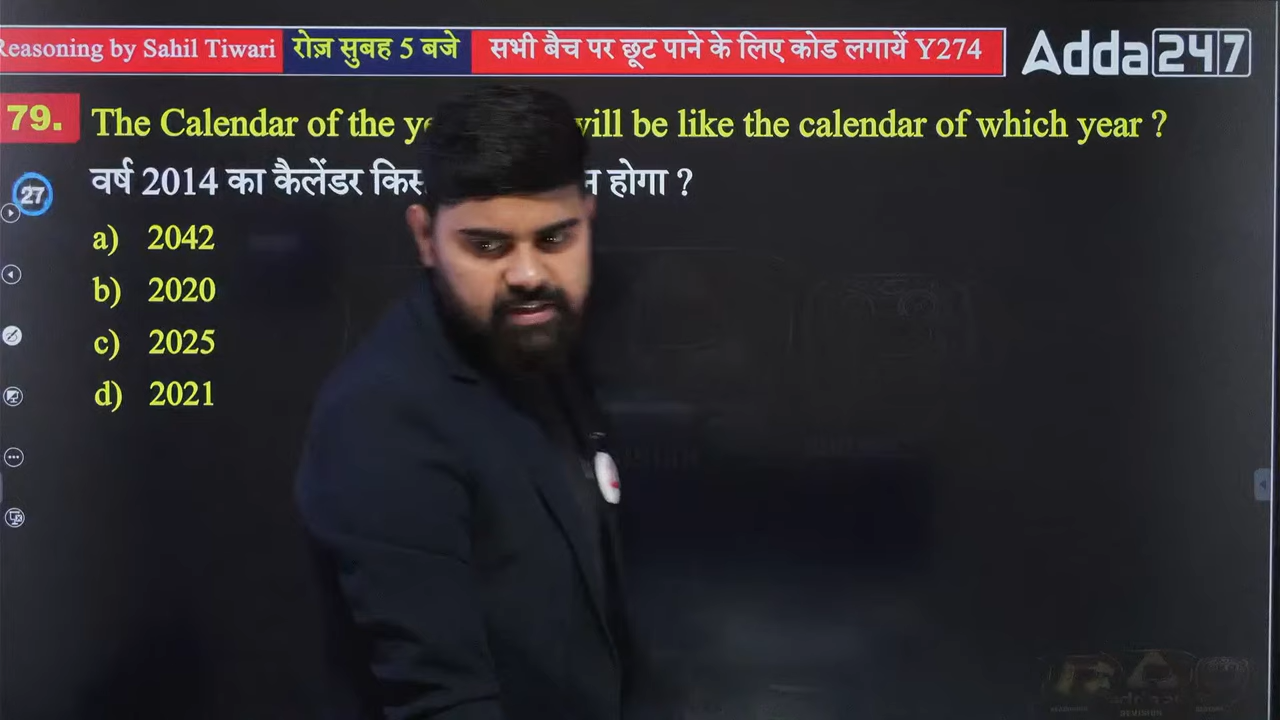 Reasoning by Sahil Tiwari रोज़ सुबह 5 बजे सभी बैच पर छूट पाने के लिए कोड लगायें Y274 Adda247
79. The Calendar of the will be like the calendar of which year ?
वर्ष 2014 का कैलेंडर होगा ?
27
a) 2042
b) 2020
c) 2025
d) 2021